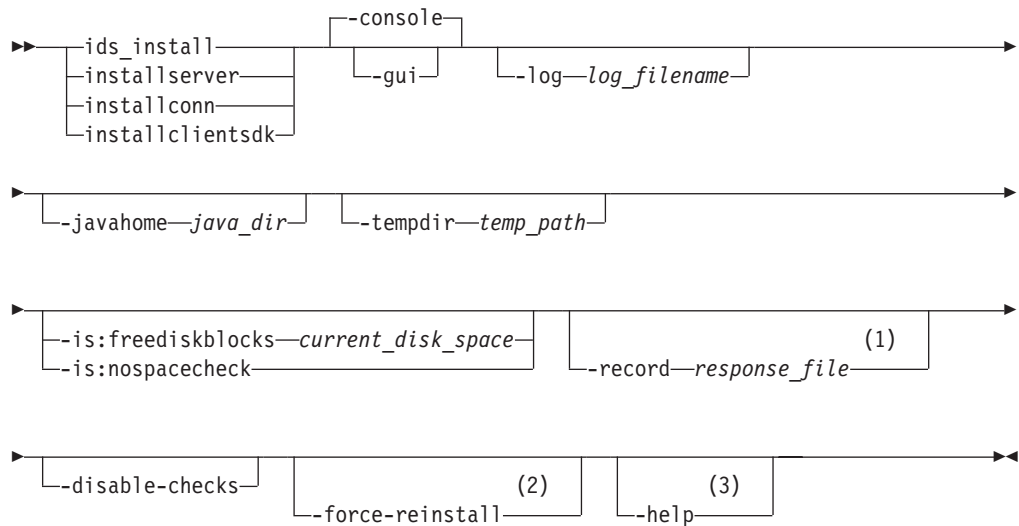 -console
ids_install
installserver -gui -log log_filename
installconn
installclientsdk
-javahome java_dir -tempdir temp_path
-is:freediskblocks current_disk_space (1)
-is:nospacecheck -record response_file
-disable-checks (2) (3)
-force-reinstall -help